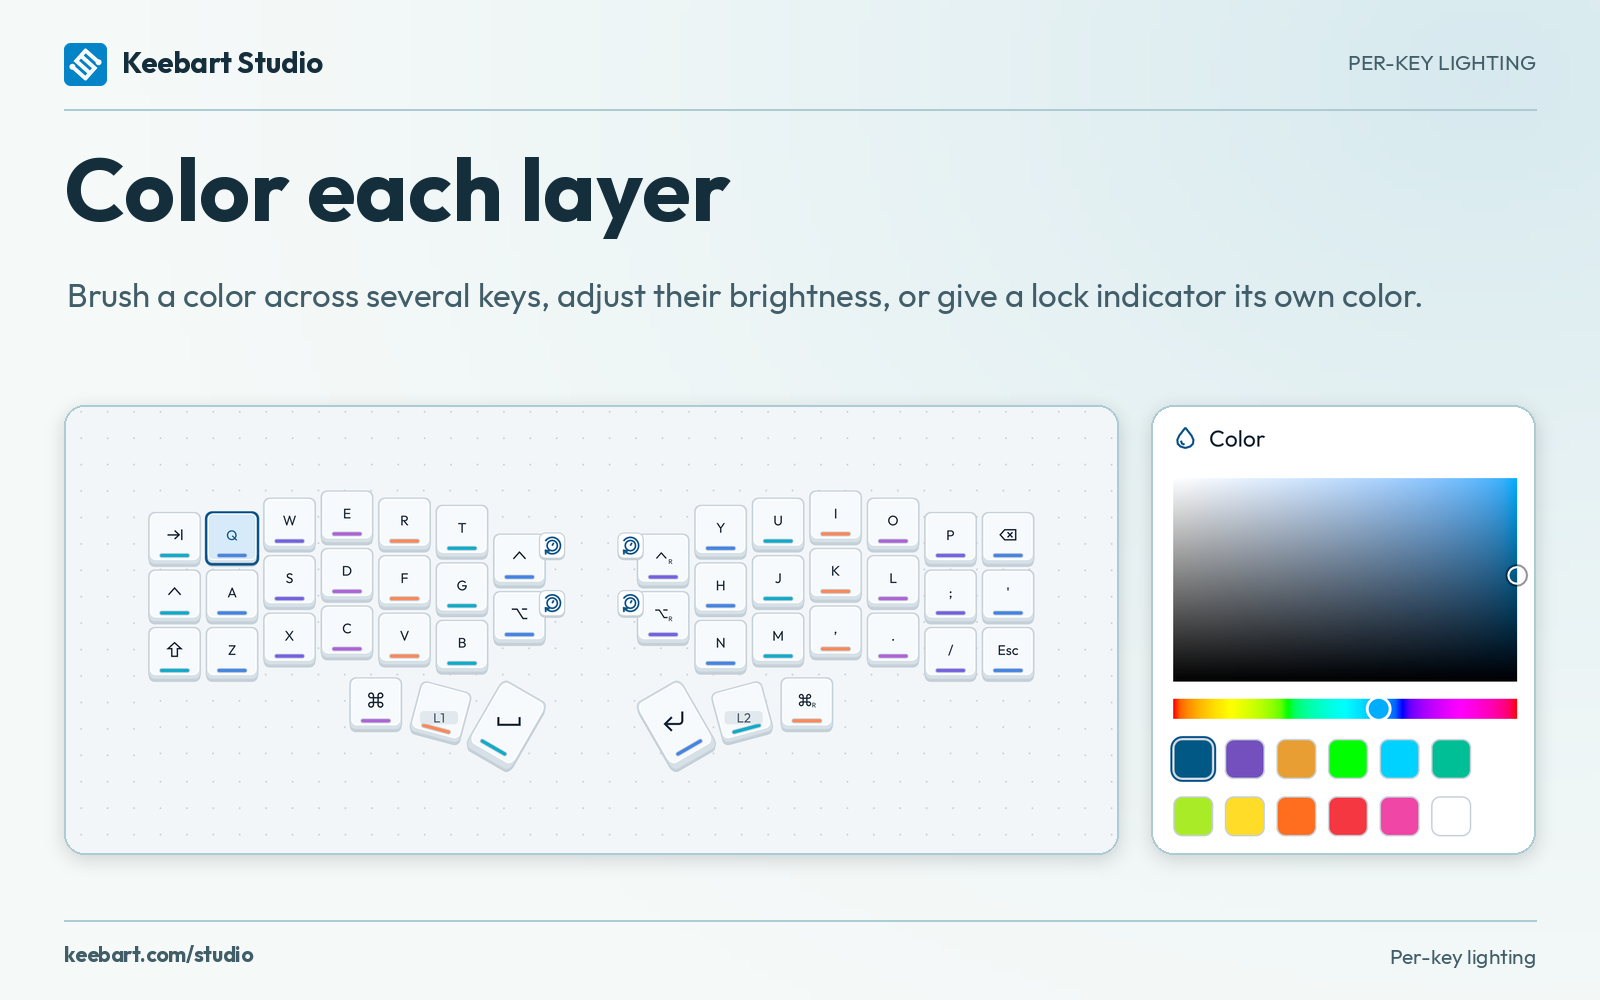 Keebart Studio
PER-KEY LIGHTING
Color each layer
Brush a color across several keys, adjust their brightness, or give a lock indicator its own color.
Color
Q W E R T Y U I O P
A S D F G H J K L ; '
Z X C V B N M , . / Esc
L1 L2
R
R
R
keebart.com/studio
Per-key lighting